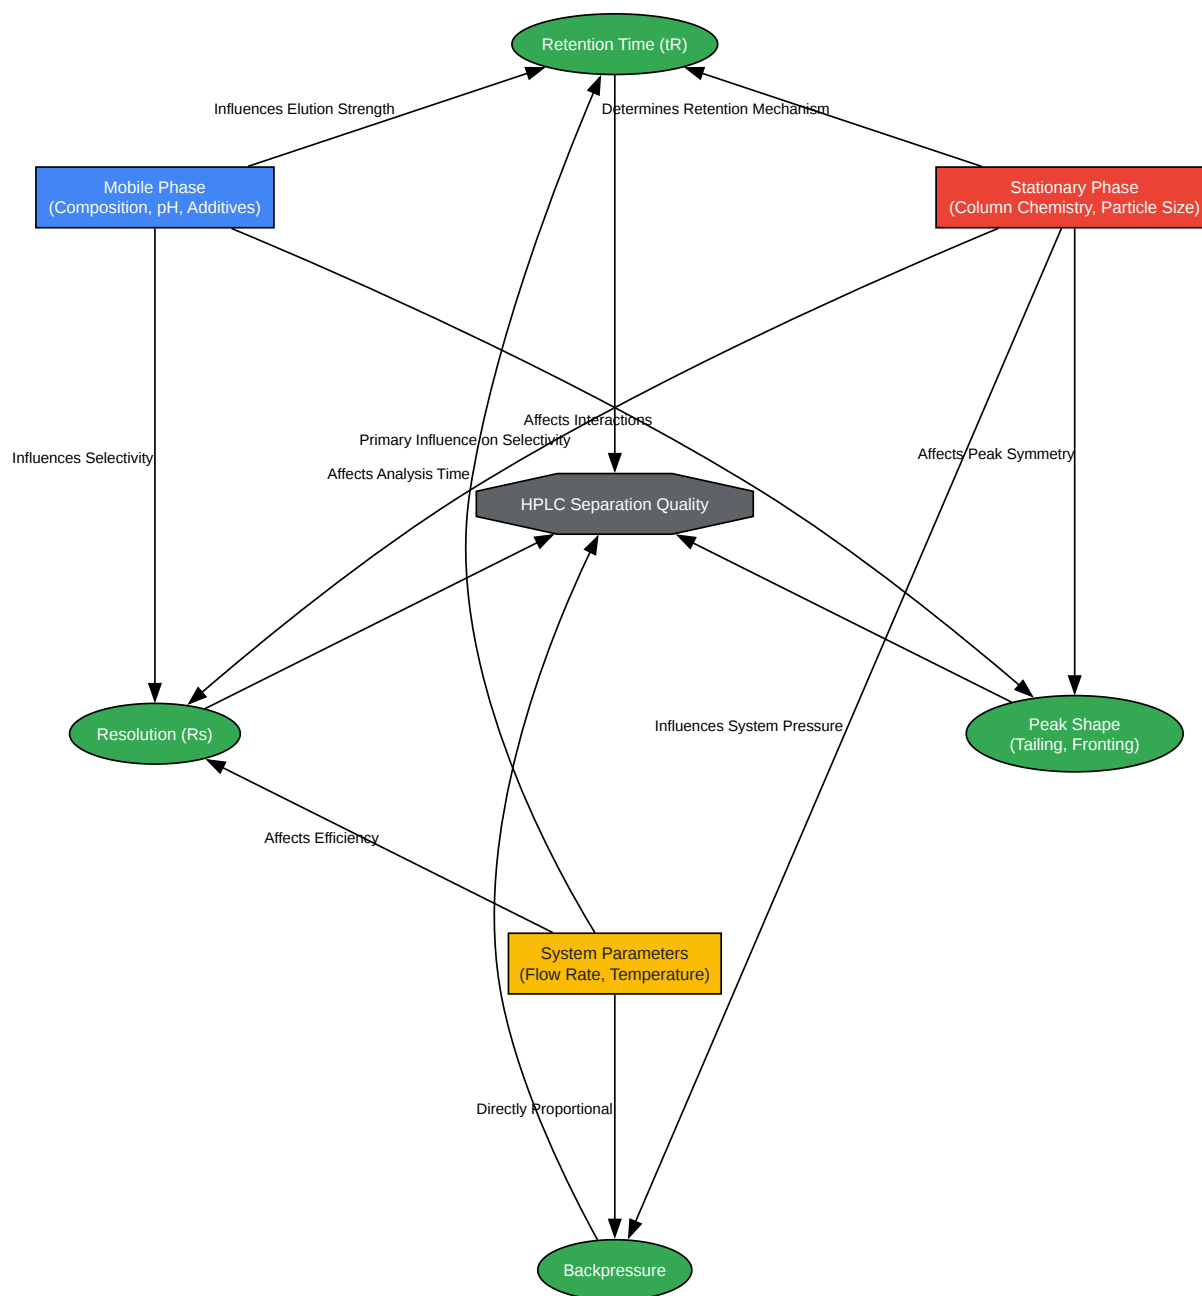 Retention Time (tR)
Influences Elution Strength
Determines Retention Mechanism
Mobile Phase
(Composition, pH, Additives)
Stationary Phase
(Column Chemistry, Particle Size)
Affects Interactions
Primary Influence on Selectivity
Influences Selectivity
Affects Peak Symmetry
Affects Analysis Time
HPLC Separation Quality
Influences System Pressure
Resolution (Rs)
Peak Shape
(Tailing, Fronting)
Affects Efficiency
System Parameters
(Flow Rate, Temperature)
Directly Proportional
Backpressure